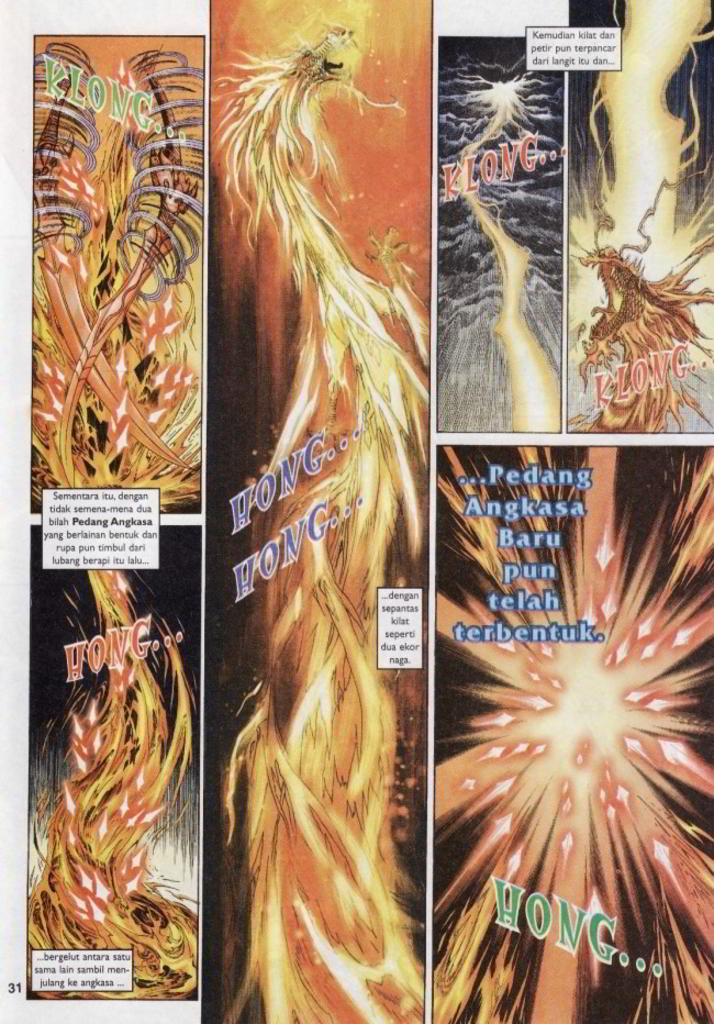 KLONG...
Sementara itu, dengan
tidak semena-mena dua
bilah Pedang Angkasa
yang berlainan bentuk dan
rupa pun timbul dari
lubang berapi itu lalu...
HONG...
...bergelut antara satu
sama lain sambil men-
julang ke angkasa ...
HONG...
HONG...
...dengan
sepantas
kilat
seperti
dua ekor
naga.
KLONG...
Kemudian kilat dan
petir pun terpancar
dari langit itu dan...
KLONG...
...Pedang
Angkasa
Baru
pun
telah
terbentuk.
HONG...
31